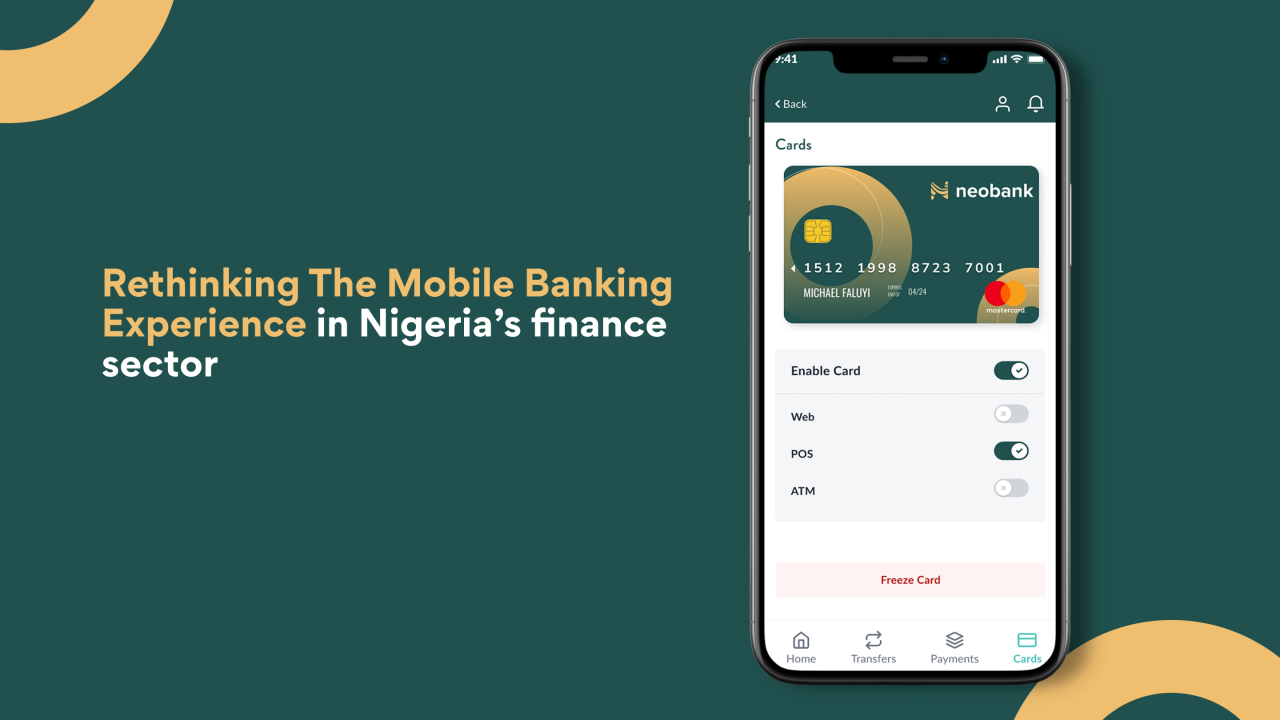 Rethinking The Mobile Banking
Experience in Nigeria’s finance
sector
9:41
Back
Cards
neobank
1512 1998 8723 7001
MICHAEL FALUYI EXPIRES END OF 04/24
mastercard.
Enable Card
Web
POS
ATM
Freeze Card
Home Transfers Payments Cards